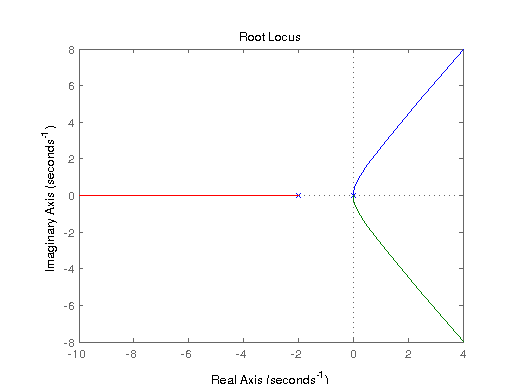 Root Locus
Imaginary Axis (seconds-1)
8
6
4
2
0
-2
-4
-6
-8
-10 -8 -6 -4 -2 0 2 4
Real Axis (seconds-1)